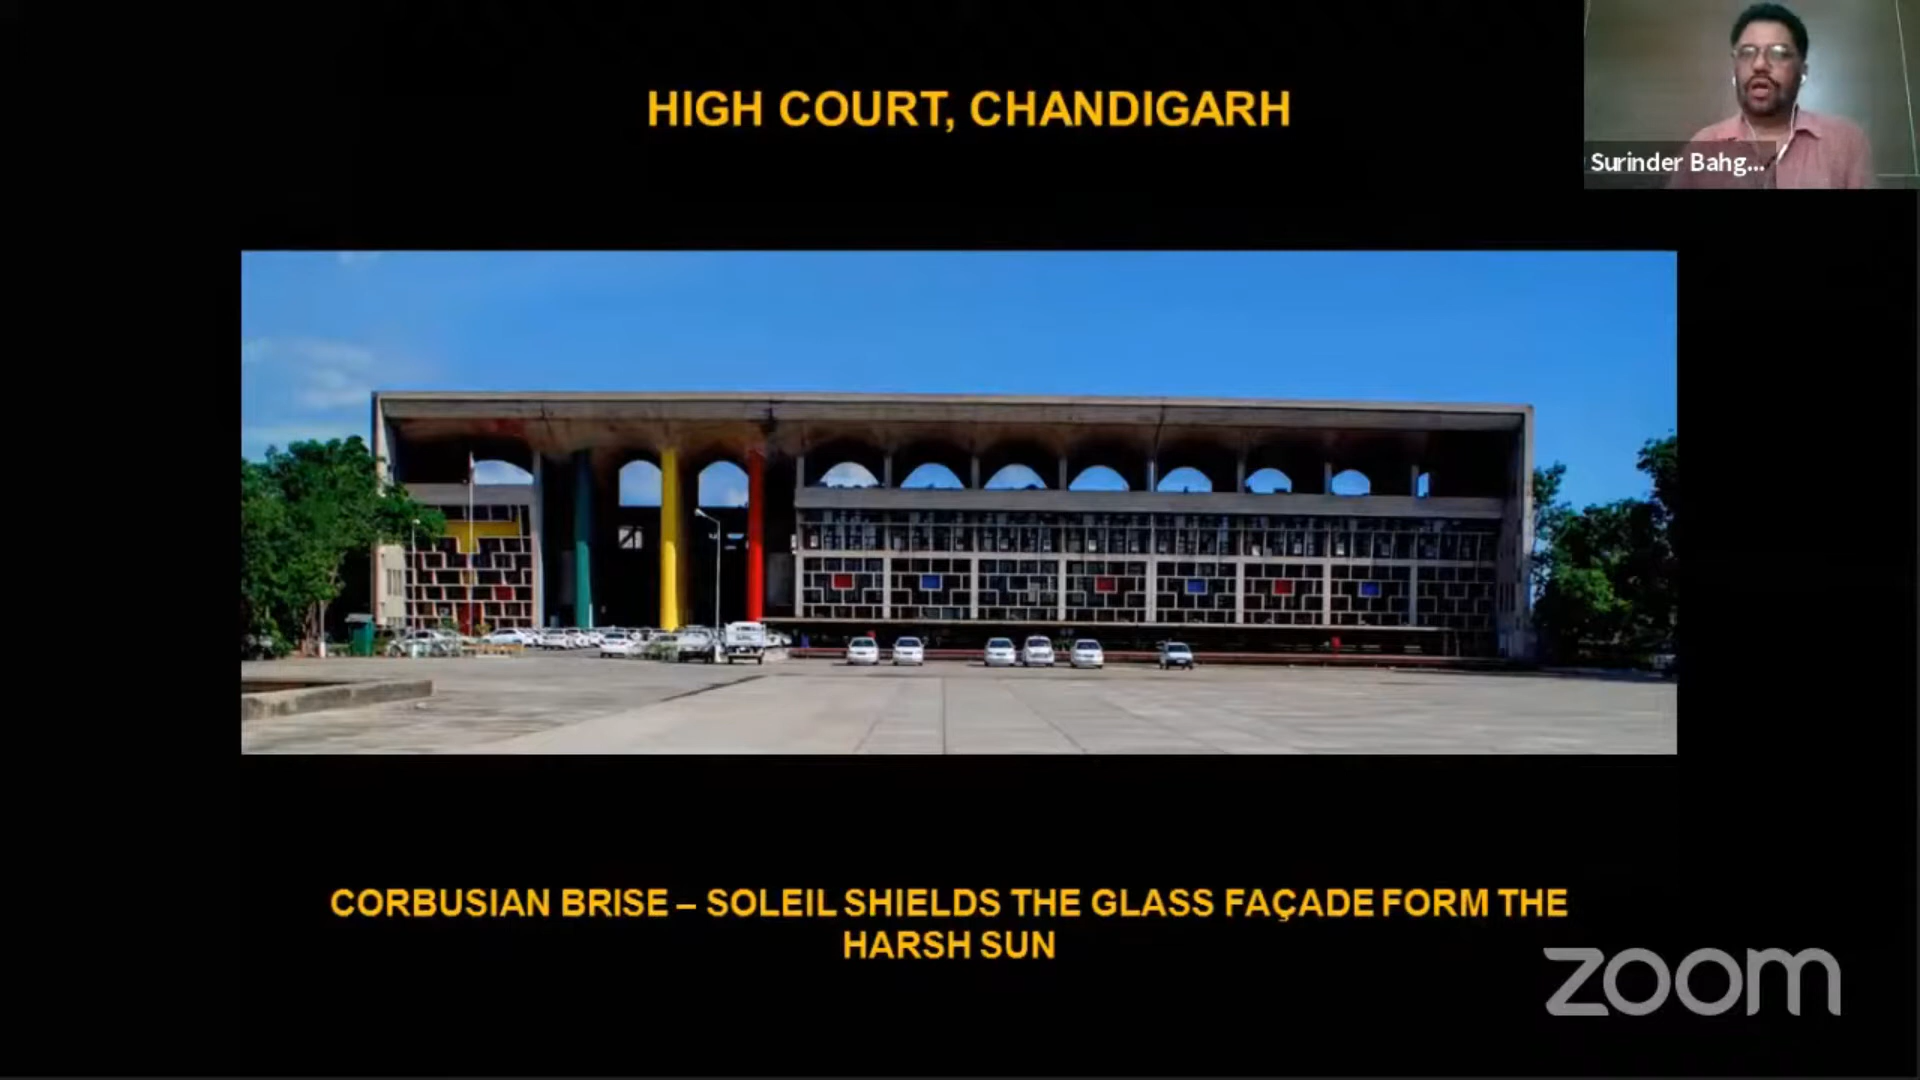 HIGH COURT, CHANDIGARH
Surinder Bahg...
CORBUSIAN BRISE – SOLEIL SHIELDS THE GLASS FAÇADE FORM THE
HARSH SUN
zoom